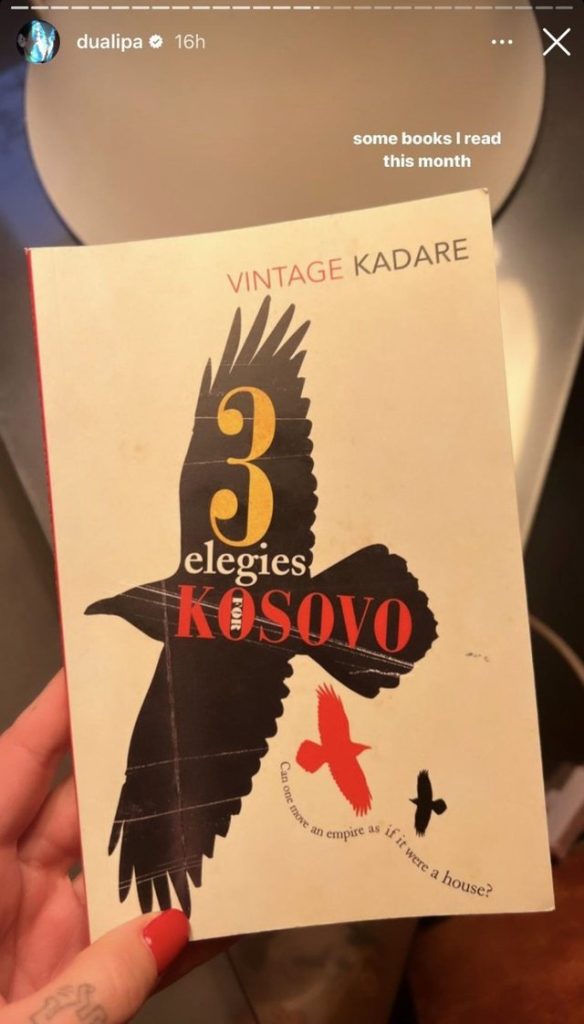 dualipa 16h
some books I read
this month
VINTAGE KADARE
3
elegies
FOR
KOSOVO
Can one move an empire as if it were a house?